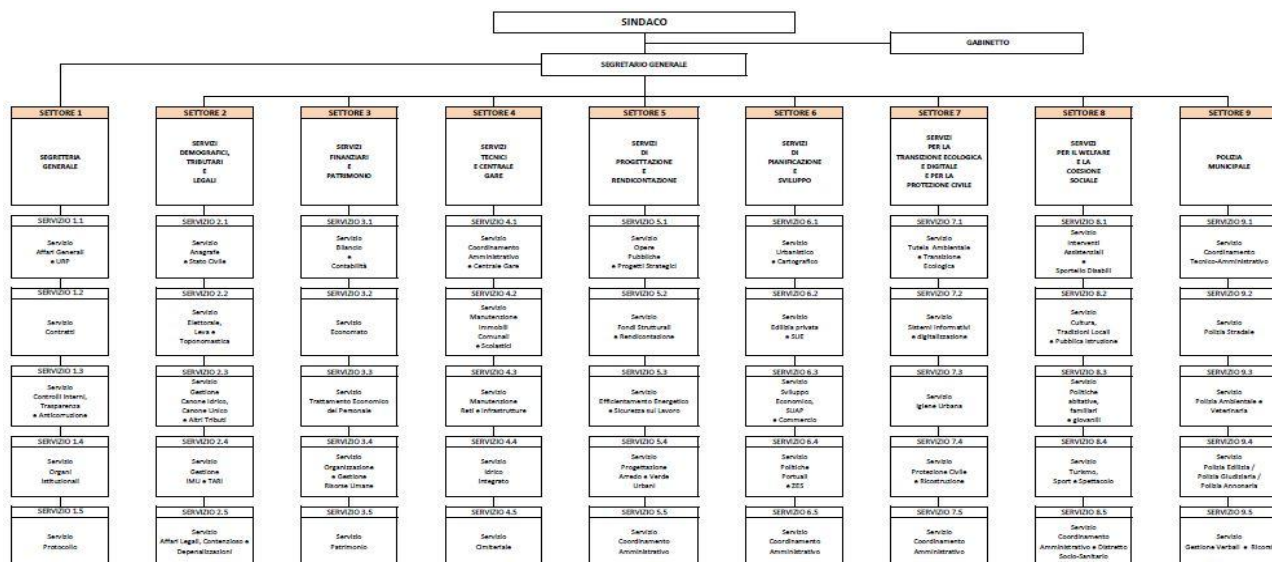 SINDACO
GABINETTO
SEGRETARIO GENERALE
SETTORE 1
SEGRETERIA
GENERALE
SERVIZIO 1.1
Servizio
Affari Generali
e URP
SERVIZIO 1.2
Servizio
Contratti
SERVIZIO 1.3
Servizio
Controlli Interni,
Trasparenza
e Anticorruzione
SERVIZIO 1.4
Servizio
Organi
Istituzionali
SERVIZIO 1.5
Servizio
Protocollo
SETTORE 2
SERVIZI
DEMOGRAFICI,
TRIBUTARI
E
LEGALI
SERVIZIO 2.1
Servizio
Anagrafe
e Stato Civile
SERVIZIO 2.2
Servizio
Elettorale,
Leva e
Toponomastica
SERVIZIO 2.3
Servizio
Gestione
Canone Idrico,
Canone Unico
e Altri Tributi
SERVIZIO 2.4
Servizio
Gestione
IMU e TARI
SERVIZIO 2.5
Servizio
Affari Legali, Contenzioso e
Depenalizzazioni
SETTORE 3
SERVIZI
FINANZIARI
E
PATRIMONIO
SERVIZIO 3.1
Servizio
Bilancio
e
Contabilità
SERVIZIO 3.2
Servizio
Economato
SERVIZIO 3.3
Servizio
Trattamento Economico
del Personale
SERVIZIO 3.4
Servizio
Organizzazione
e Gestione
Risorse Umane
SERVIZIO 3.5
Servizio
Patrimonio
SETTORE 4
SERVIZI
TECNICI
E CENTRALE
GARE
SERVIZIO 4.1
Servizio
Coordinamento
Amministrativo
e Centrale Gare
SERVIZIO 4.2
Servizio
Manutenzione
Immobili
Comunali
e Scolastici
SERVIZIO 4.3
Servizio
Manutenzione
Reti e Infrastrutture
SERVIZIO 4.4
Servizio
Idrico
Integrato
SERVIZIO 4.5
Servizio
Cimiteriale
SETTORE 5
SERVIZI
DI
PROGETTAZIONE
E
RENDICONTAZIONE
SERVIZIO 5.1
Servizio
Opere
Pubbliche
e Progetti Strategici
SERVIZIO 5.2
Servizio
Fondi Strutturali
e Rendicontazione
SERVIZIO 5.3
Servizio
Efficientamento Energetico
e Sicurezza sul Lavoro
SERVIZIO 5.4
Servizio
Progettazione
Arredo e Verde
Urbani
SERVIZIO 5.5
Servizio
Coordinamento
Amministrativo
SETTORE 6
SERVIZI
DI
PIANIFICAZIONE
E
SVILUPPO
SERVIZIO 6.1
Servizio
Urbanistico
e Cartografico
SERVIZIO 6.2
Servizio
Edilizia privata
e SUE
SERVIZIO 6.3
Servizio
Sviluppo
Economico,
SUAP
e Commercio
SERVIZIO 6.4
Servizio
Politiche
Portuali
e ZES
SERVIZIO 6.5
Servizio
Coordinamento
Amministrativo
SETTORE 7
SERVIZI
PER LA
TRANSIZIONE ECOLOGICA
E DIGITALE
E PER LA
PROTEZIONE CIVILE
SERVIZIO 7.1
Servizio
Tutela Ambientale
e Transizione
Ecologica
SERVIZIO 7.2
Servizio
Sistemi Informativi
e digitalizzazione
SERVIZIO 7.3
Servizio
Igiene Urbana
SERVIZIO 7.4
Servizio
Protezione Civile
e Ricostruzione
SERVIZIO 7.5
Servizio
Coordinamento
Amministrativo
SETTORE 8
SERVIZI
PER IL WELFARE
E LA
COESIONE
SOCIALE
SERVIZIO 8.1
Servizio
Interventi
Assistenziali
e
Sportello Disabili
SERVIZIO 8.2
Servizio
Cultura,
Tradizioni Locali
e Pubblica Istruzione
SERVIZIO 8.3
Servizio
Politiche
abitative,
familiari
e giovanili
SERVIZIO 8.4
Servizio
Turismo,
Sport e Spettacolo
SERVIZIO 8.5
Servizio
Coordinamento
Amministrativo e Distretto
Socio-Sanitario
SETTORE 9
POLIZIA
MUNICIPALE
SERVIZIO 9.1
Servizio
Coordinamento
Tecnico-Amministrativo
SERVIZIO 9.2
Servizio
Polizia Stradale
SERVIZIO 9.3
Servizio
Polizia Ambientale e
Veterinaria
SERVIZIO 9.4
Servizio
Polizia Edilizia /
Polizia Giudiziaria /
Polizia Annonaria
SERVIZIO 9.5
Servizio
Gestione Verbali e Ricorsi